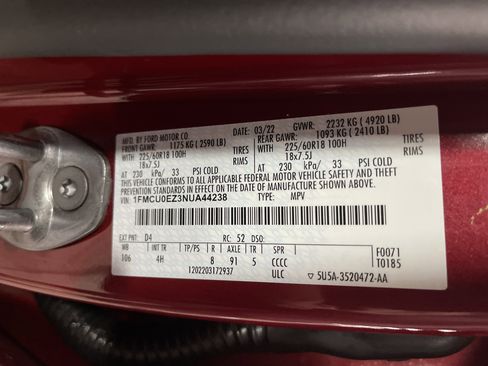 MFD. BY FORD MOTOR CO. DATE: 03/22 GVWR: 2232 KG ( 4920 LB)
FRONT GAWR: 1175 KG ( 2590 LB) REAR GAWR: 1093 KG ( 2410 LB)
WITH 225/60R18 100H TIRES WITH 225/60R18 100H TIRES
18x7.5J RIMS 18x7.5J RIMS
AT 230 kPa/ 33 PSI COLD AT 230 kPa/ 33 PSI COLD
THIS VEHICLE CONFORMS TO ALL APPLICABLE FEDERAL MOTOR VEHICLE SAFETY AND THEFT
PREVENTION STANDARDS IN EFFECT ON THE DATE OF MANUFACTURE SHOWN ABOVE.
VIN: 1FMCU0EZ3NUA44238 TYPE: MPV
EXT PNT: D4 RC: 52 DSO:
WB INT TR TP/PS R AXLE TR SPR F0071
106 4H 8 91 5 CCCC T0185
1202203172937 ULC ▽ 5U5A-3520472-AA